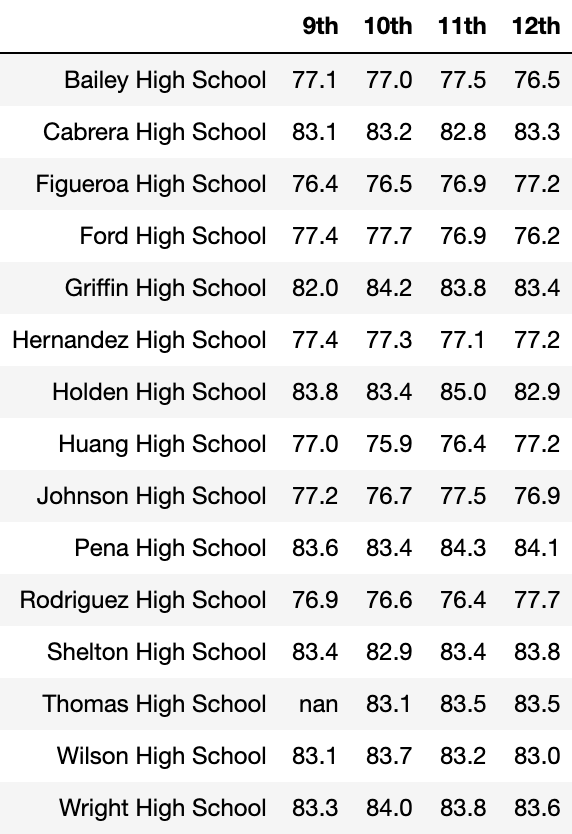 9th 10th 11th 12th
Bailey High School 77.1 77.0 77.5 76.5
Cabrera High School 83.1 83.2 82.8 83.3
Figueroa High School 76.4 76.5 76.9 77.2
Ford High School 77.4 77.7 76.9 76.2
Griffin High School 82.0 84.2 83.8 83.4
Hernandez High School 77.4 77.3 77.1 77.2
Holden High School 83.8 83.4 85.0 82.9
Huang High School 77.0 75.9 76.4 77.2
Johnson High School 77.2 76.7 77.5 76.9
Pena High School 83.6 83.4 84.3 84.1
Rodriguez High School 76.9 76.6 76.4 77.7
Shelton High School 83.4 82.9 83.4 83.8
Thomas High School nan 83.1 83.5 83.5
Wilson High School 83.1 83.7 83.2 83.0
Wright High School 83.3 84.0 83.8 83.6